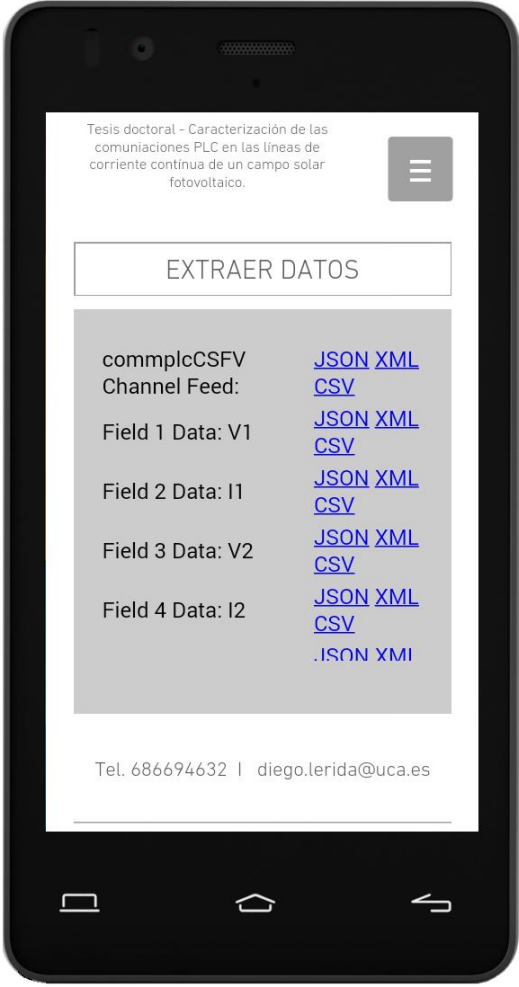 Tesis doctoral - Caracterización de las
comuniaciones PLC en las líneas de
corriente contínua de un campo solar
fotovoltaico.
EXTRAER DATOS
commplcCSFV
Channel Feed:
JSON XML
CSV
Field 1 Data: V1
JSON XML
CSV
Field 2 Data: I1
JSON XML
CSV
Field 3 Data: V2
JSON XML
CSV
Field 4 Data: I2
JSON XML
CSV
JSON XML
Tel. 686694632 I diego.lerida@uca.es